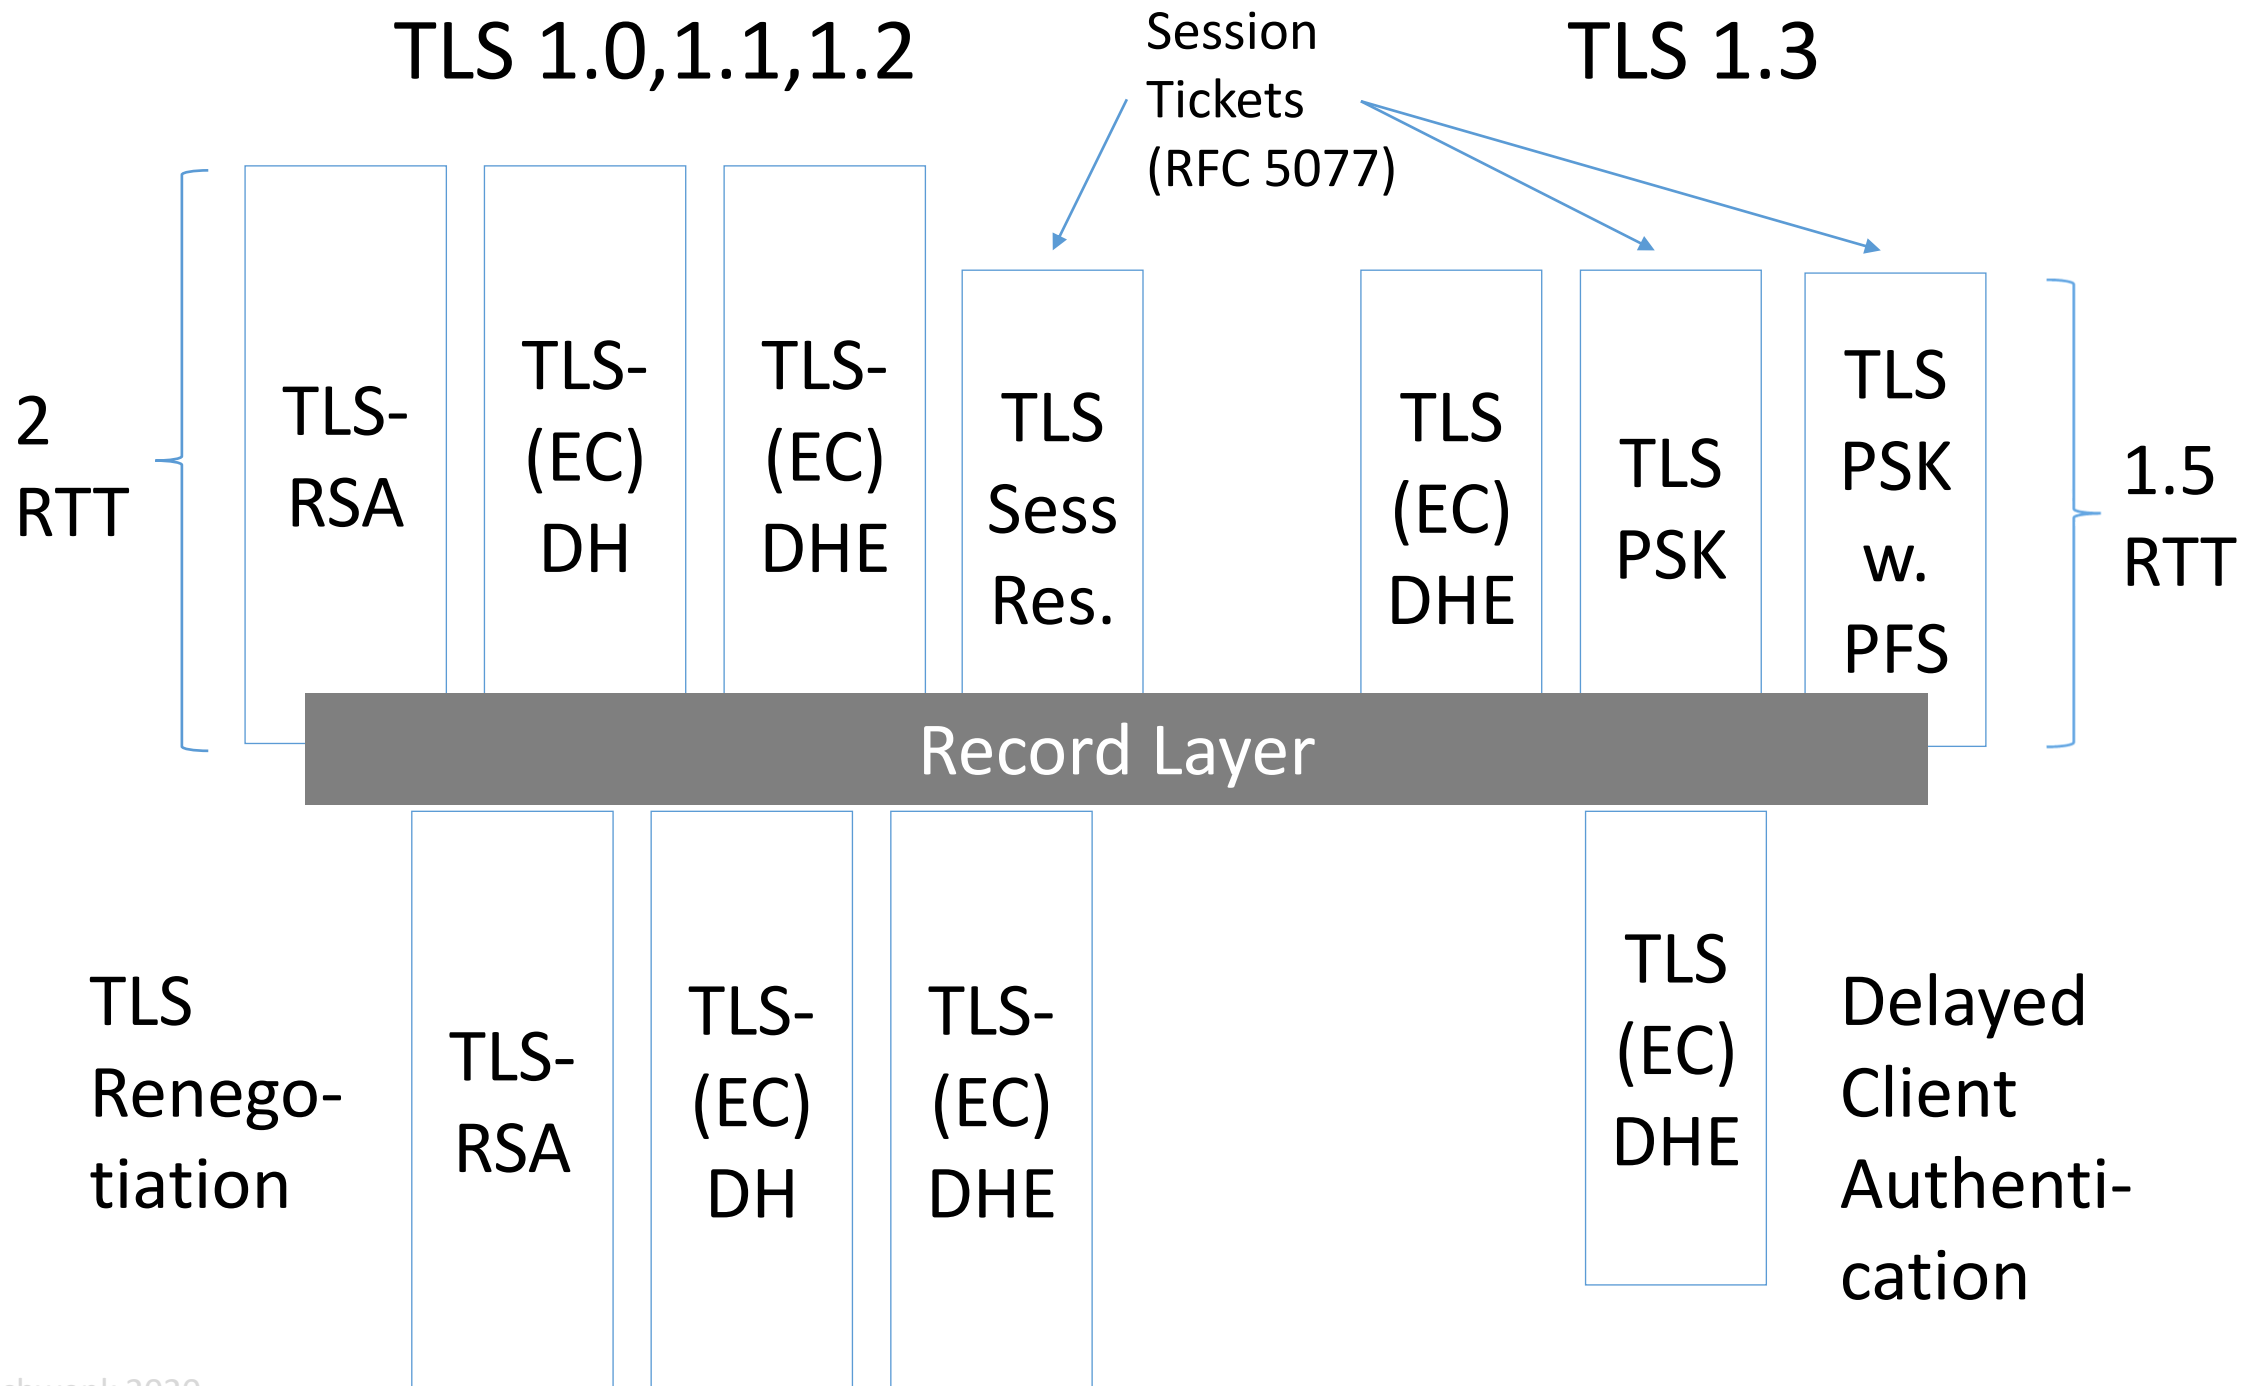 TLS 1.0,1.1,1.2
Session
Tickets
(RFC 5077)
TLS 1.3
2
RTT
TLS-
RSA
TLS-
(EC)
DH
TLS-
(EC)
DHE
TLS
Sess
Res.
TLS
(EC)
DHE
TLS
PSK
TLS
PSK
w.
PFS
1.5
RTT
Record Layer
TLS
Renego-
tiation
TLS-
RSA
TLS-
(EC)
DH
TLS-
(EC)
DHE
TLS
(EC)
DHE
Delayed
Client
Authenti-
cation